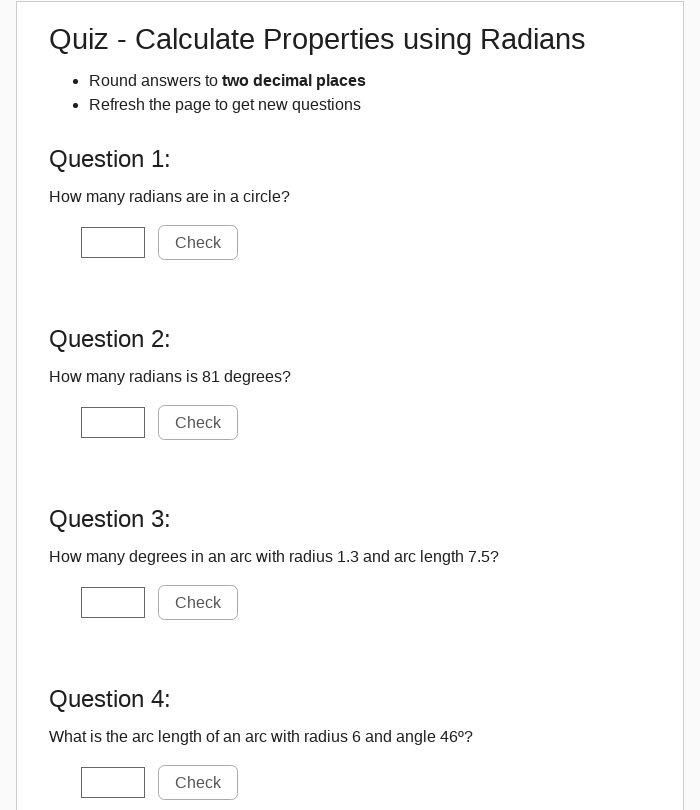 Quiz - Calculate Properties using Radians
• Round answers to two decimal places
• Refresh the page to get new questions
Question 1:
How many radians are in a circle?
Check
Question 2:
How many radians is 81 degrees?
Check
Question 3:
How many degrees in an arc with radius 1.3 and arc length 7.5?
Check
Question 4:
What is the arc length of an arc with radius 6 and angle 46º?
Check